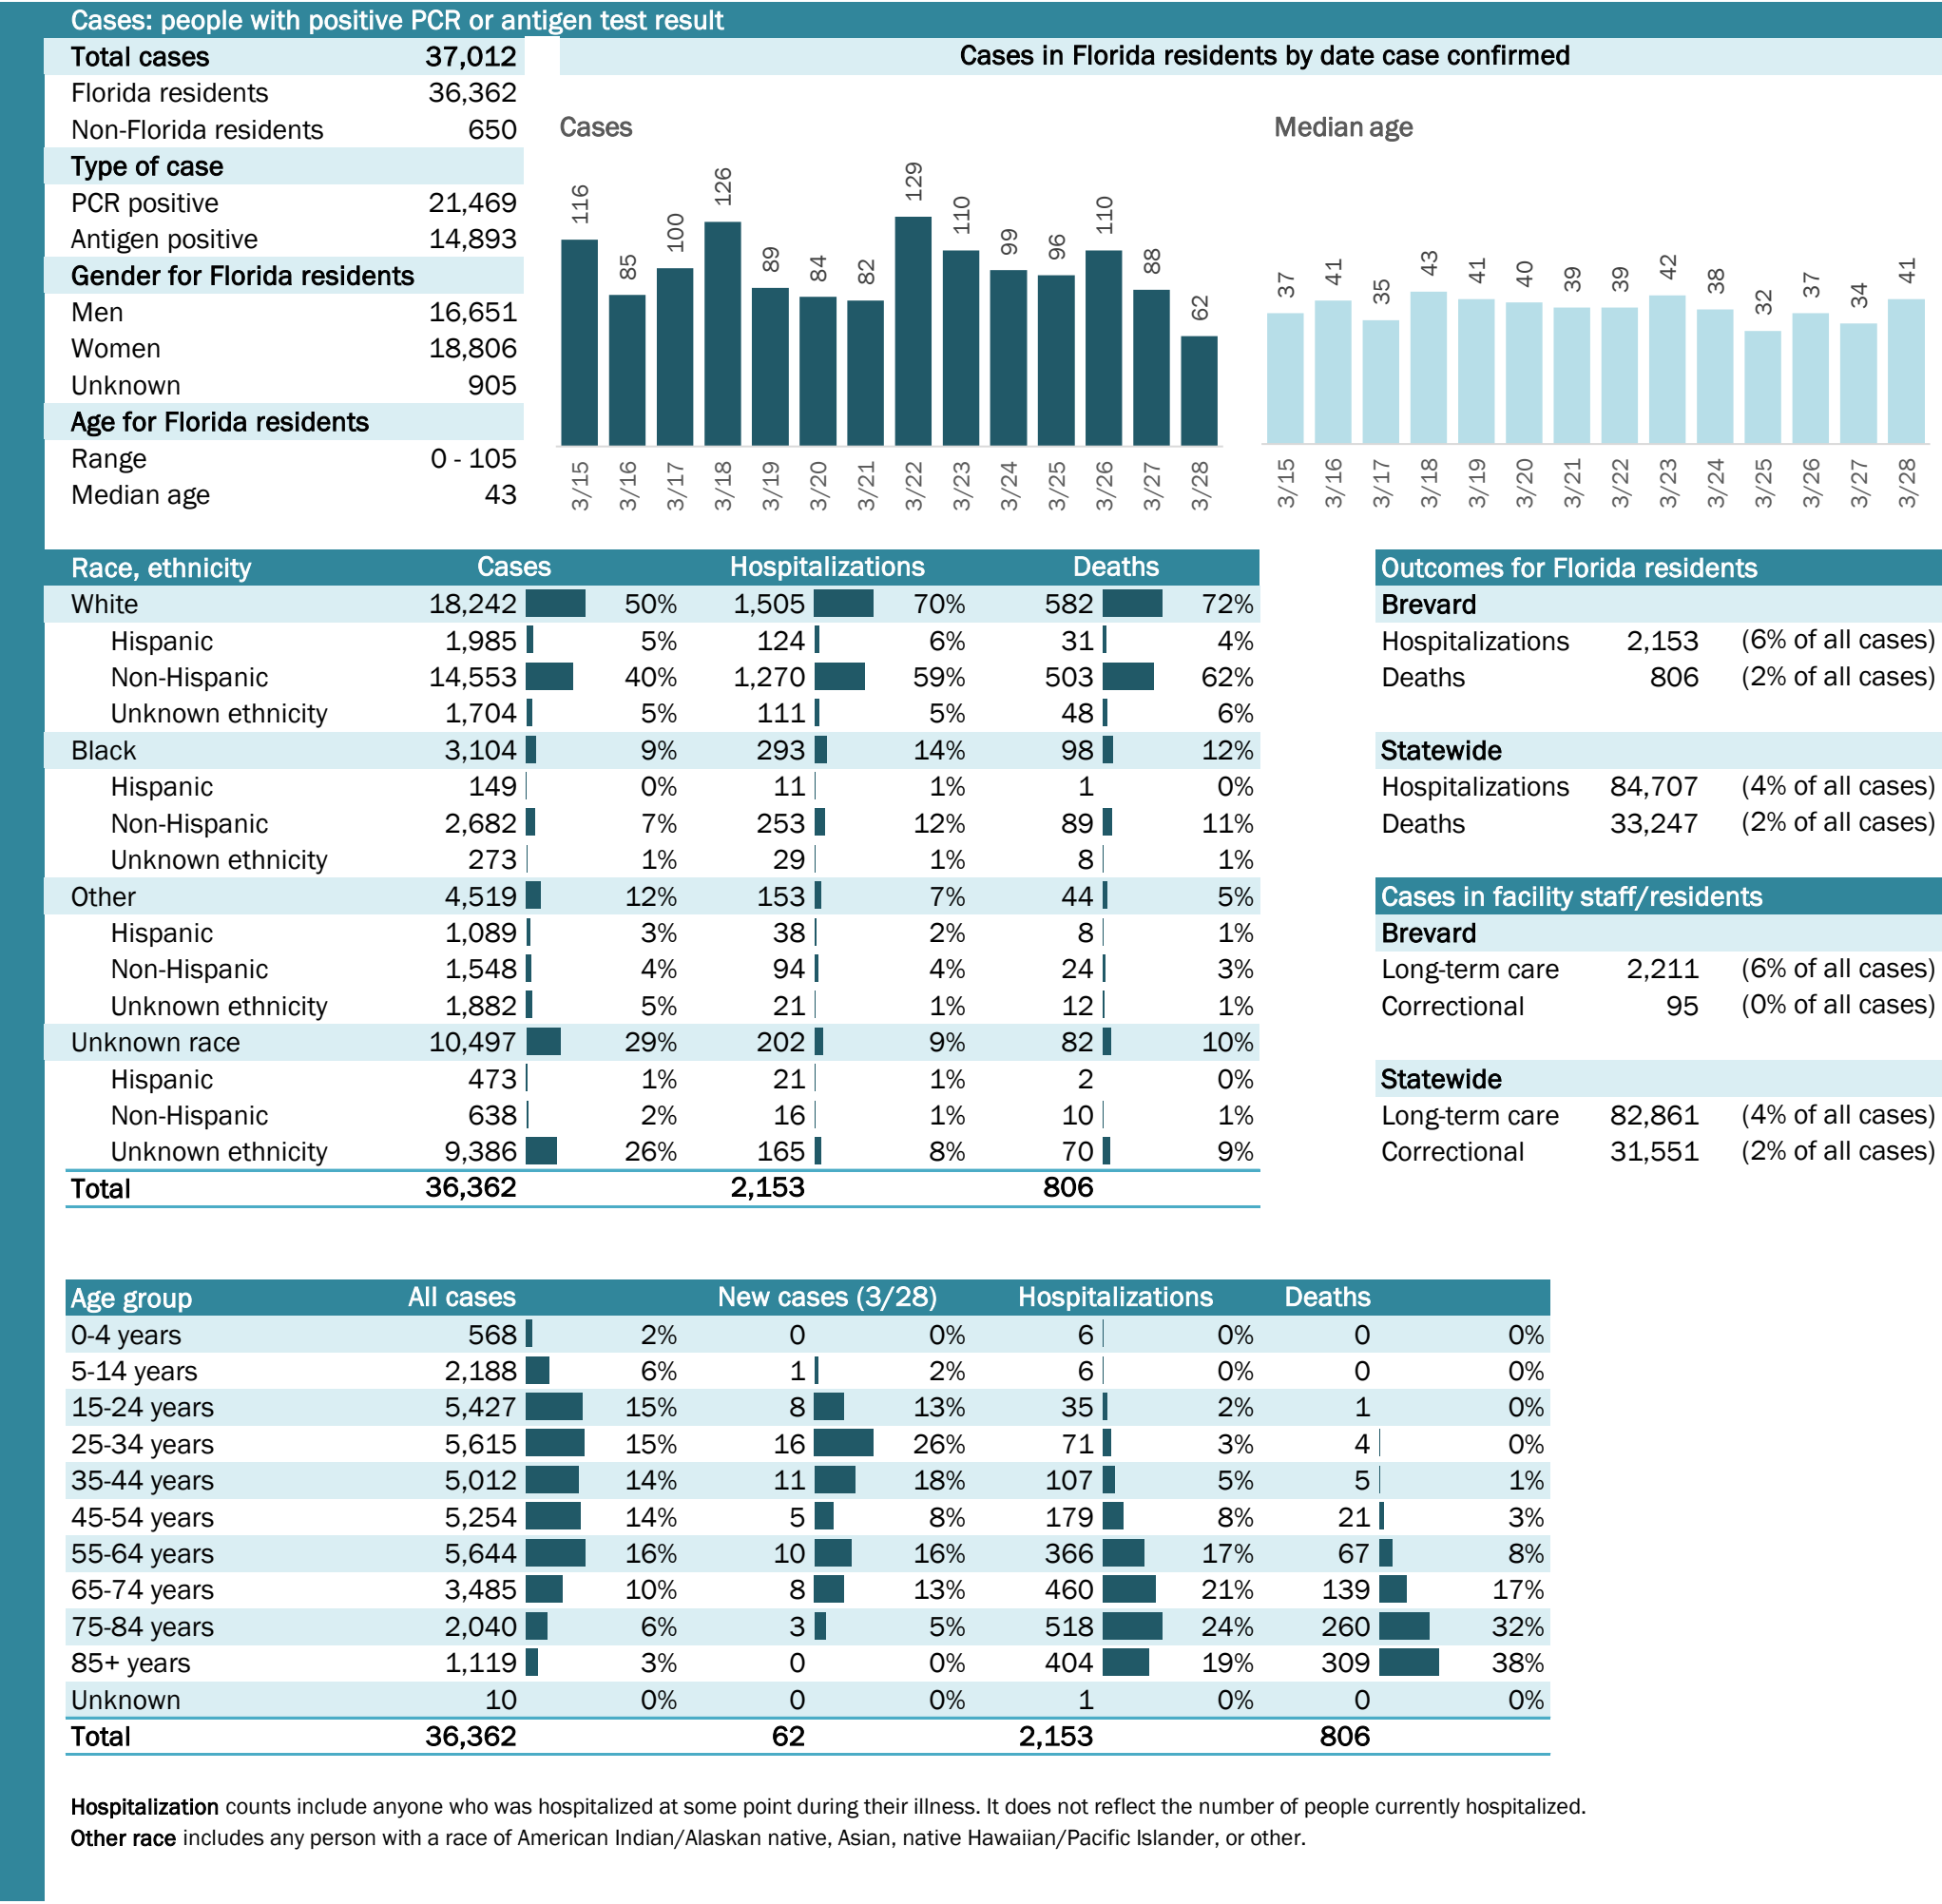 Cases: people with positive PCR or antigen test result
Total cases 37,012
Florida residents 36,362
Non-Florida residents 650
Type of case
PCR positive 21,469
Antigen positive 14,893
Gender for Florida residents
Men 16,651
Women 18,806
Unknown 905
Age for Florida residents
Range 0 - 105
Median age 43
Cases in Florida residents by date case confirmed
Cases
116 85 100 126 89 84 82 129 110 99 96 110 88 62
3/15 3/16 3/17 3/18 3/19 3/20 3/21 3/22 3/23 3/24 3/25 3/26 3/27 3/28
Median age
37 41 35 43 41 40 39 39 42 38 32 37 34 41
3/15 3/16 3/17 3/18 3/19 3/20 3/21 3/22 3/23 3/24 3/25 3/26 3/27 3/28
Race, ethnicity Cases Hospitalizations Deaths
White 18,242 50% 1,505 70% 582 72%
Hispanic 1,985 5% 124 6% 31 4%
Non-Hispanic 14,553 40% 1,270 59% 503 62%
Unknown ethnicity 1,704 5% 111 5% 48 6%
Black 3,104 9% 293 14% 98 12%
Hispanic 149 0% 11 1% 1 0%
Non-Hispanic 2,682 7% 253 12% 89 11%
Unknown ethnicity 273 1% 29 1% 8 1%
Other 4,519 12% 153 7% 44 5%
Hispanic 1,089 3% 38 2% 8 1%
Non-Hispanic 1,548 4% 94 4% 24 3%
Unknown ethnicity 1,882 5% 21 1% 12 1%
Unknown race 10,497 29% 202 9% 82 10%
Hispanic 473 1% 21 1% 2 0%
Non-Hispanic 638 2% 16 1% 10 1%
Unknown ethnicity 9,386 26% 165 8% 70 9%
Total 36,362 2,153 806
Outcomes for Florida residents
Brevard
Hospitalizations 2,153 (6% of all cases)
Deaths 806 (2% of all cases)
Statewide
Hospitalizations 84,707 (4% of all cases)
Deaths 33,247 (2% of all cases)
Cases in facility staff/residents
Brevard
Long-term care 2,211 (6% of all cases)
Correctional 95 (0% of all cases)
Statewide
Long-term care 82,861 (4% of all cases)
Correctional 31,551 (2% of all cases)
Age group All cases New cases (3/28) Hospitalizations Deaths
0-4 years 568 2% 0 0% 6 0% 0 0%
5-14 years 2,188 6% 1 2% 6 0% 0 0%
15-24 years 5,427 15% 8 13% 35 2% 1 0%
25-34 years 5,615 15% 16 26% 71 3% 4 0%
35-44 years 5,012 14% 11 18% 107 5% 5 1%
45-54 years 5,254 14% 5 8% 179 8% 21 3%
55-64 years 5,644 16% 10 16% 366 17% 67 8%
65-74 years 3,485 10% 8 13% 460 21% 139 17%
75-84 years 2,040 6% 3 5% 518 24% 260 32%
85+ years 1,119 3% 0 0% 404 19% 309 38%
Unknown 10 0% 0 0% 1 0% 0 0%
Total 36,362 62 2,153 806
Hospitalization counts include anyone who was hospitalized at some point during their illness. It does not reflect the number of people currently hospitalized.
Other race includes any person with a race of American Indian/Alaskan native, Asian, native Hawaiian/Pacific Islander, or other.